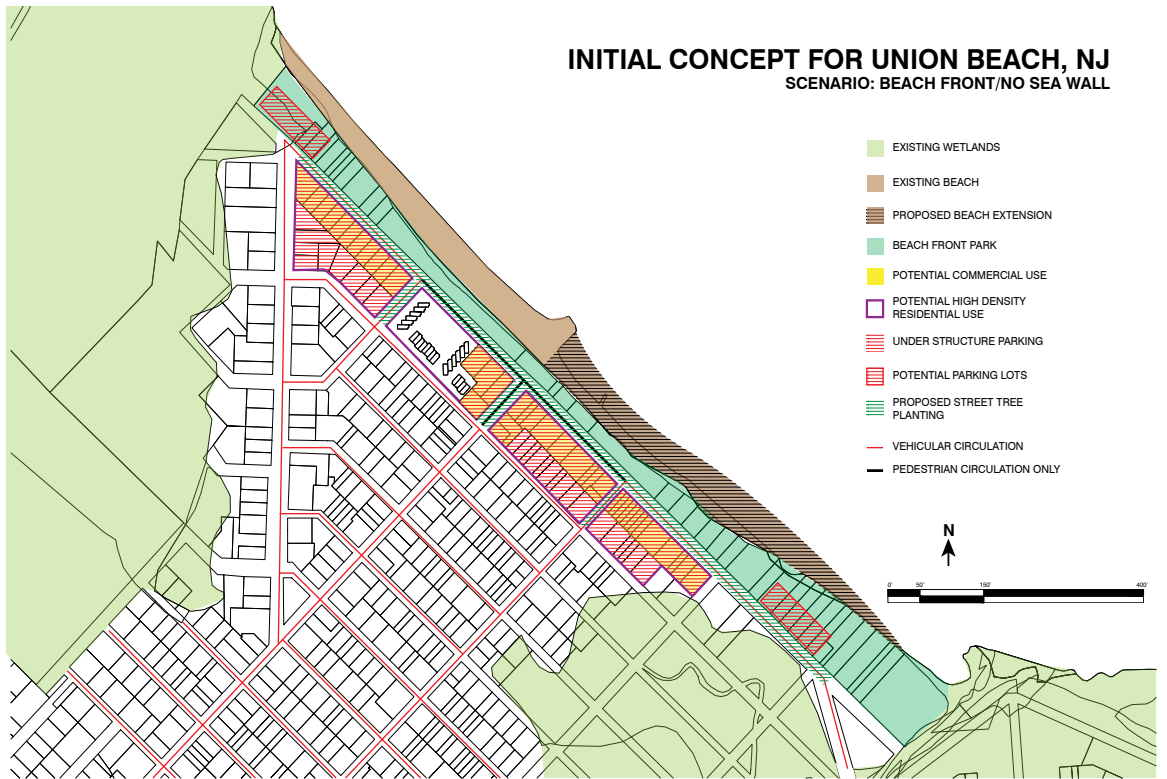 INITIAL CONCEPT FOR UNION BEACH, NJ
SCENARIO: BEACH FRONT/NO SEA WALL
EXISTING WETLANDS
EXISTING BEACH
PROPOSED BEACH EXTENSION
BEACH FRONT PARK
POTENTIAL COMMERCIAL USE
POTENTIAL HIGH DENSITY
RESIDENTIAL USE
UNDER STRUCTURE PARKING
POTENTIAL PARKING LOTS
PROPOSED STREET TREE
PLANTING
VEHICULAR CIRCULATION
PEDESTRIAN CIRCULATION ONLY
N
0' 50' 150' 400'